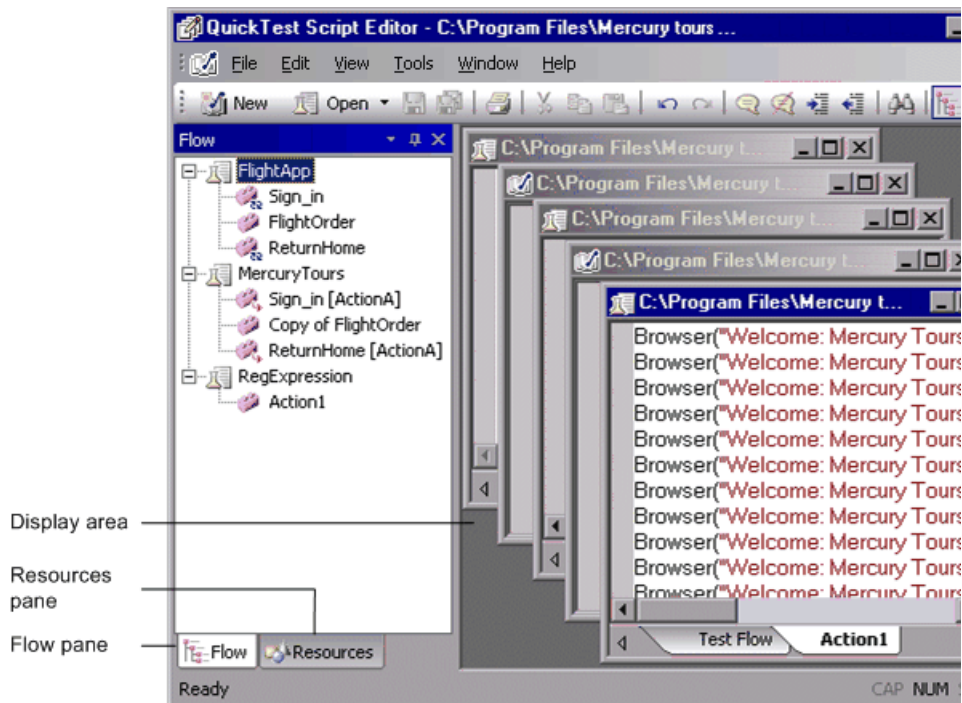 QuickTest Script Editor - C:\Program Files\Mercury tours ...
File Edit View Tools Window Help
New Open
Flow
FlightApp
Sign_in
FlightOrder
ReturnHome
MercuryTours
Sign_in [ActionA]
Copy of FlightOrder
ReturnHome [ActionA]
RegExpression
Action1
C:\Program Files\Mercury t...
C:\Program Files\Mercury t...
C:\Program Files\Mercury t...
C:\Program Files\Mercury t...
C:\Program Files\Mercury t...
Browser("Welcome: Mercury Tours
Browser("Welcome: Mercury Tours
Browser("Welcome: Mercury Tours
Browser("Welcome: Mercury Tours
Browser("Welcome: Mercury Tours
Browser("Welcome: Mercury Tours
Browser("Welcome: Mercury Tours
Browser("Welcome: Mercury Tours
Browser("Welcome: Mercury Tours
Browser("Welcome: Mercury Tours
Browser("Welcome: Mercury Tours
Test Flow Action1
Display area
Resources
pane
Flow pane
Flow Resources
Ready
CAP NUM